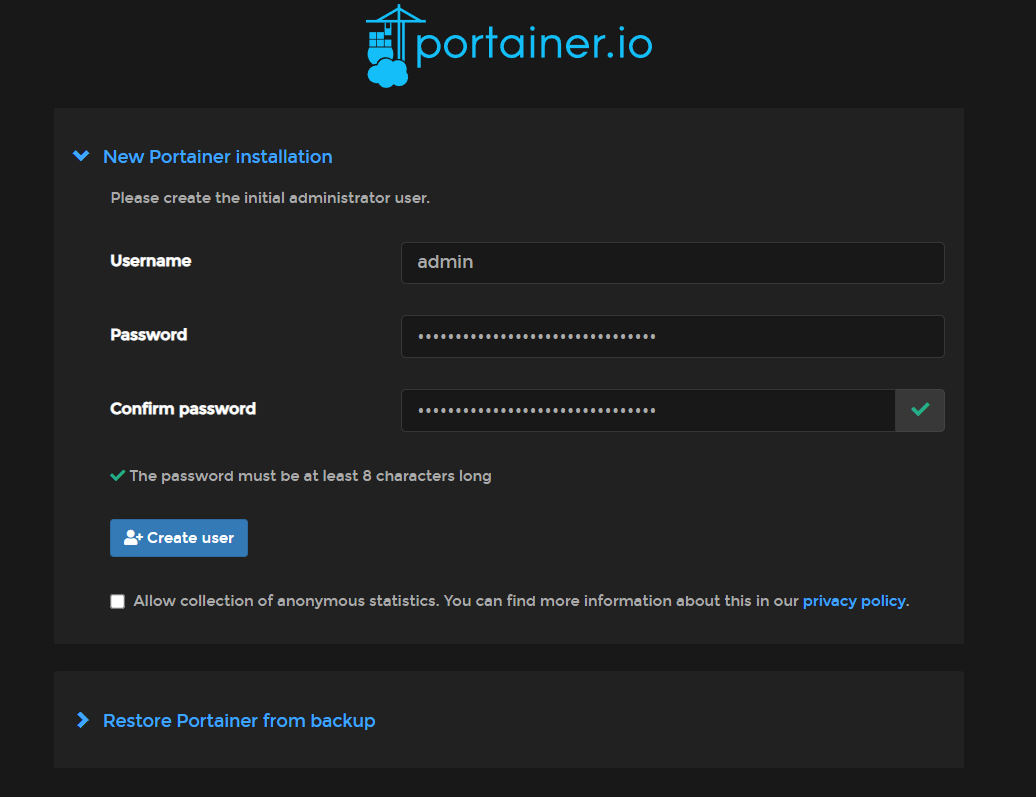 portainer.io
New Portainer installation
Please create the initial administrator user.
Username
admin
Password
Confirm password
The password must be at least 8 characters long
Create user
Allow collection of anonymous statistics. You can find more information about this in our privacy policy.
Restore Portainer from backup